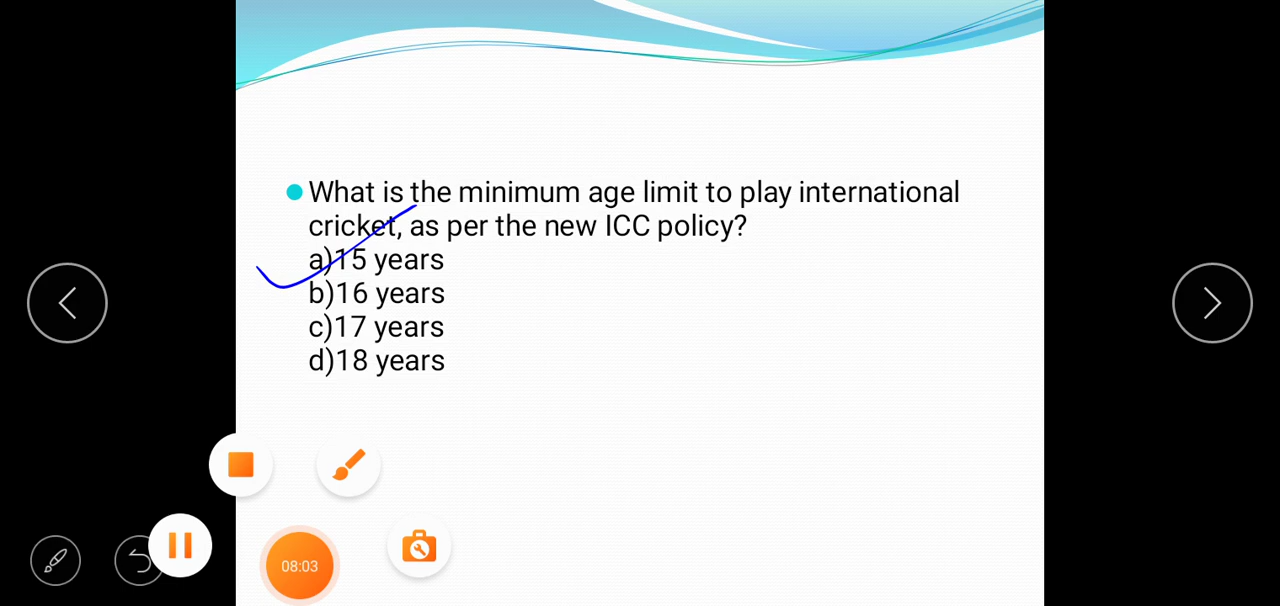 What is the minimum age limit to play international
cricket, as per the new ICC policy?
a)15 years
b)16 years
c)17 years
d)18 years
08:03